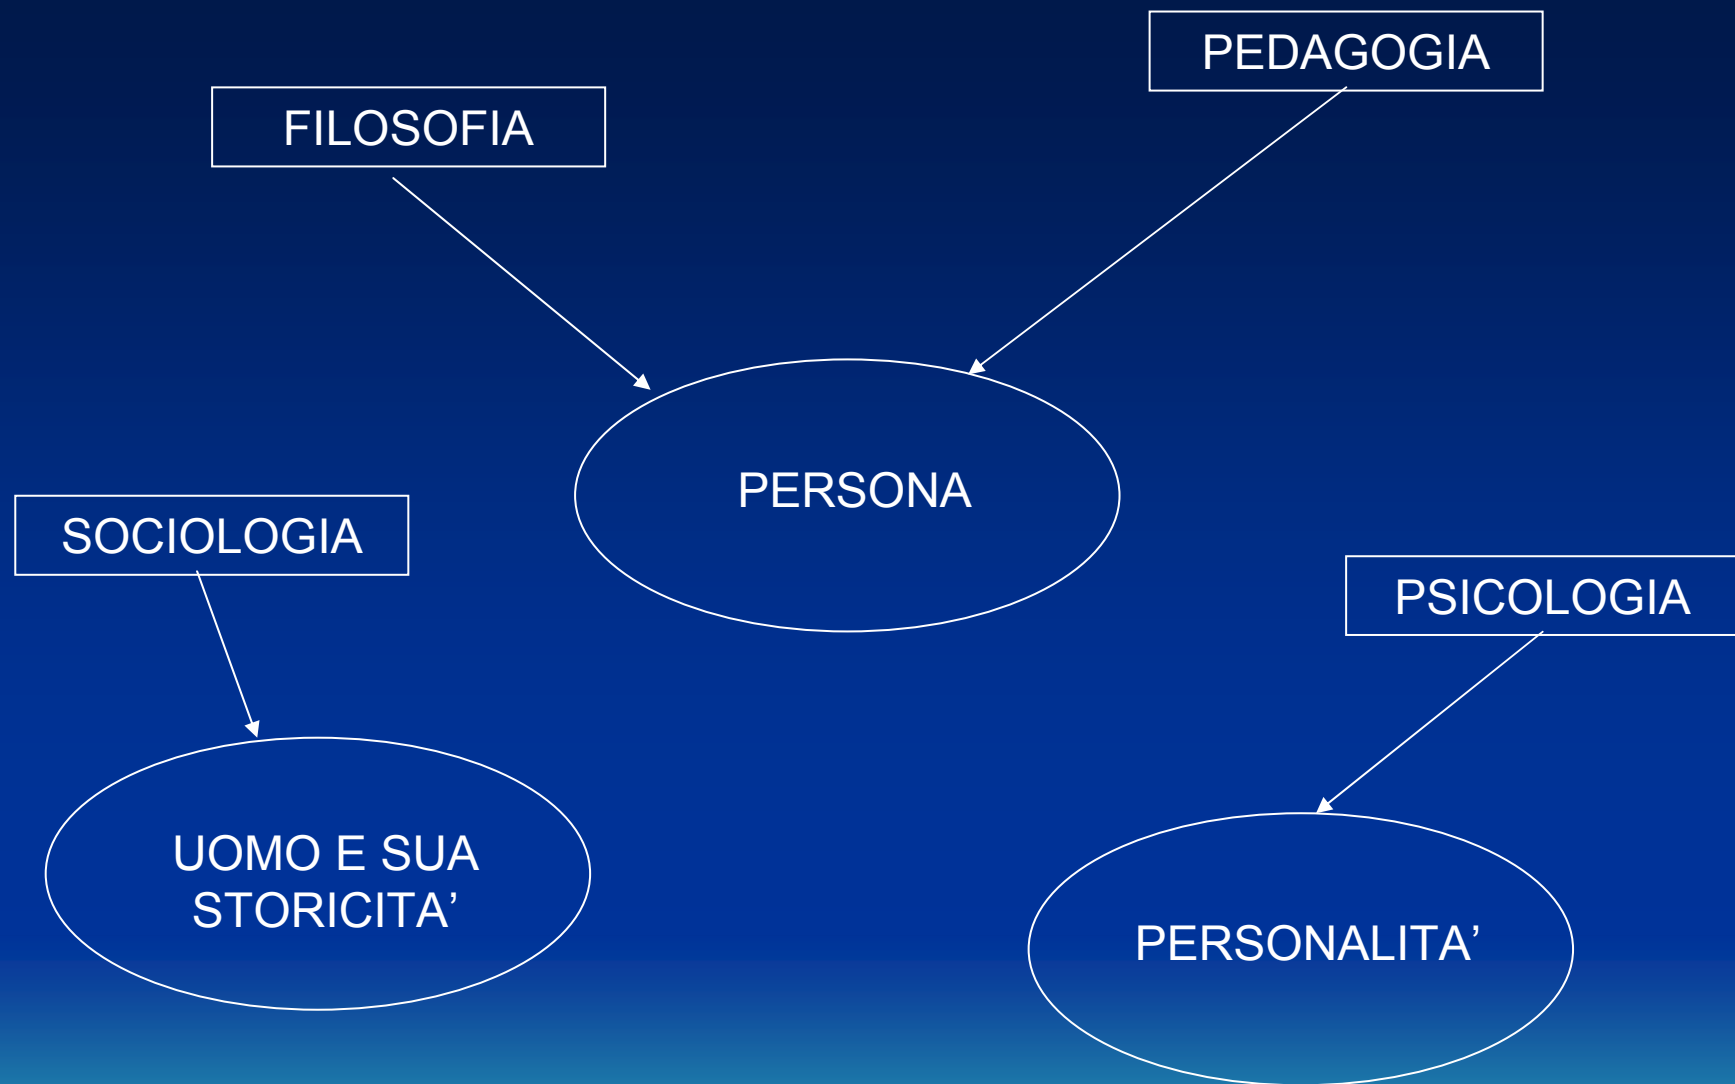 PEDAGOGIA
FILOSOFIA
PERSONA
SOCIOLOGIA
PSICOLOGIA
UOMO E SUA
STORICITA’
PERSONALITA’